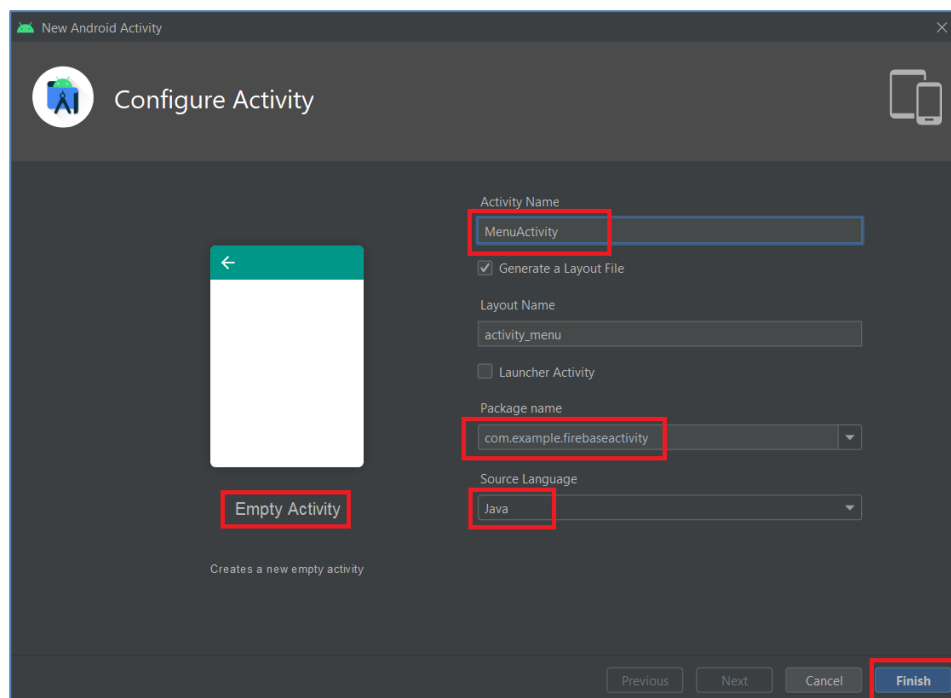 New Android Activity
Configure Activity
Activity Name
MenuActivity
Generate a Layout File
Layout Name
activity_menu
Launcher Activity
Package name
com.example.firebaseactivity
Source Language
Java
Empty Activity
Creates a new empty activity
Previous
Next
Cancel
Finish